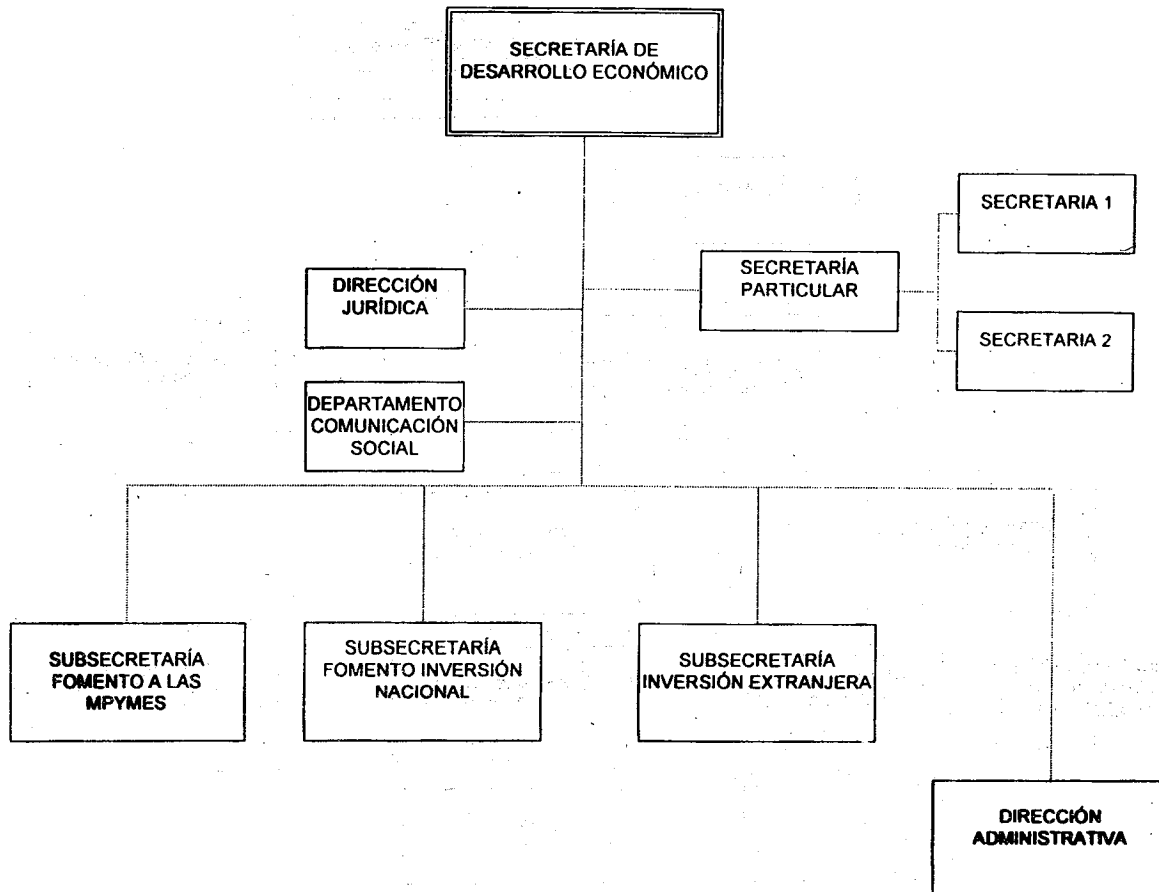 SECRETARÍA DE
DESARROLLO ECONÓMICO
SECRETARIA 1
SECRETARÍA
PARTICULAR
DIRECCIÓN
JURÍDICA
SECRETARIA 2
DEPARTAMENTO
COMUNICACIÓN
SOCIAL
SUBSECRETARÍA
FOMENTO A LAS
MPYMES
SUBSECRETARÍA
FOMENTO INVERSIÓN
NACIONAL
SUBSECRETARÍA
INVERSIÓN EXTRANJERA
DIRECCIÓN
ADMINISTRATIVA